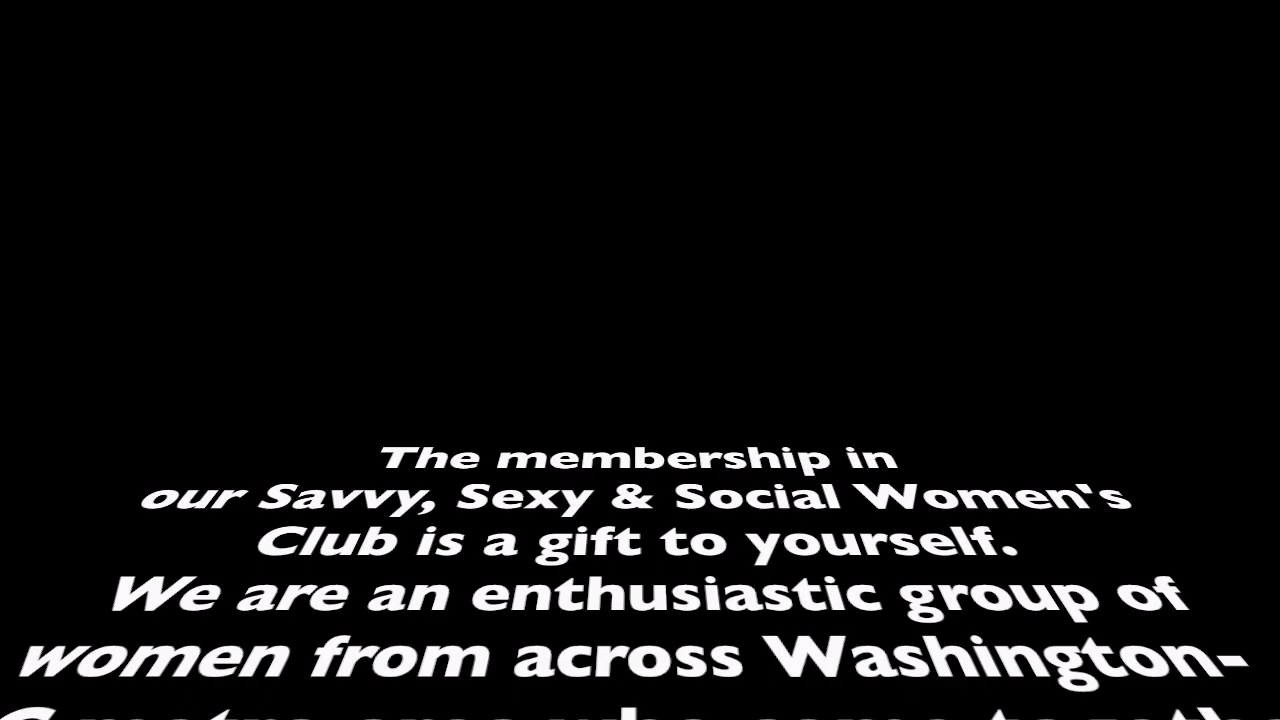 The membership in
our Savvy, Sexy & Social Women's
Club is a gift to yourself.
We are an enthusiastic group of
women from across Washington-